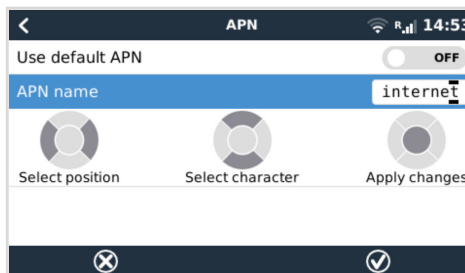 APN R 14:53
Use default APN OFF
APN name internet
Select position Select character Apply changes